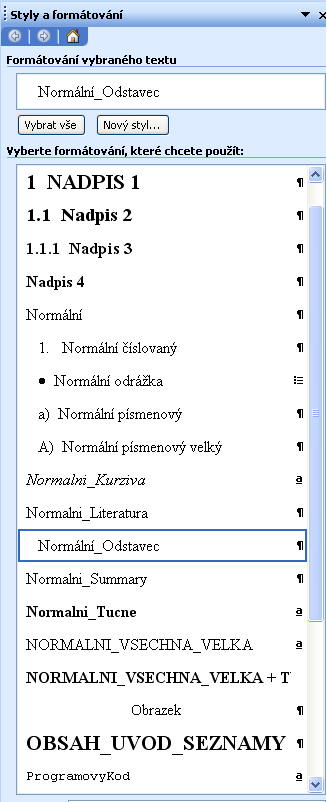 Styly a formátování
Formátování vybraného textu
Normální_Odstavec
Vybrat vše Nový styl...
Vyberte formátování, které chcete použít:
1 NADPIS 1 ¶
1.1 Nadpis 2 ¶
1.1.1 Nadpis 3 ¶
Nadpis 4 ¶
Normální ¶
1. Normální číslovaný ¶
• Normální odrážka
a) Normální písmenový ¶
A) Normální písmenový velký ¶
Normalni_Kurziva a
Normalni_Literatura ¶
Normální_Odstavec ¶
Normalni_Summary ¶
Normalni_Tucne a
NORMALNI_VSECHNA_VELKA a
NORMALNI_VSECHNA_VELKA + T
Obrazek ¶
OBSAH_UVOD_SEZNAMY ¶
ProgramovyKod a